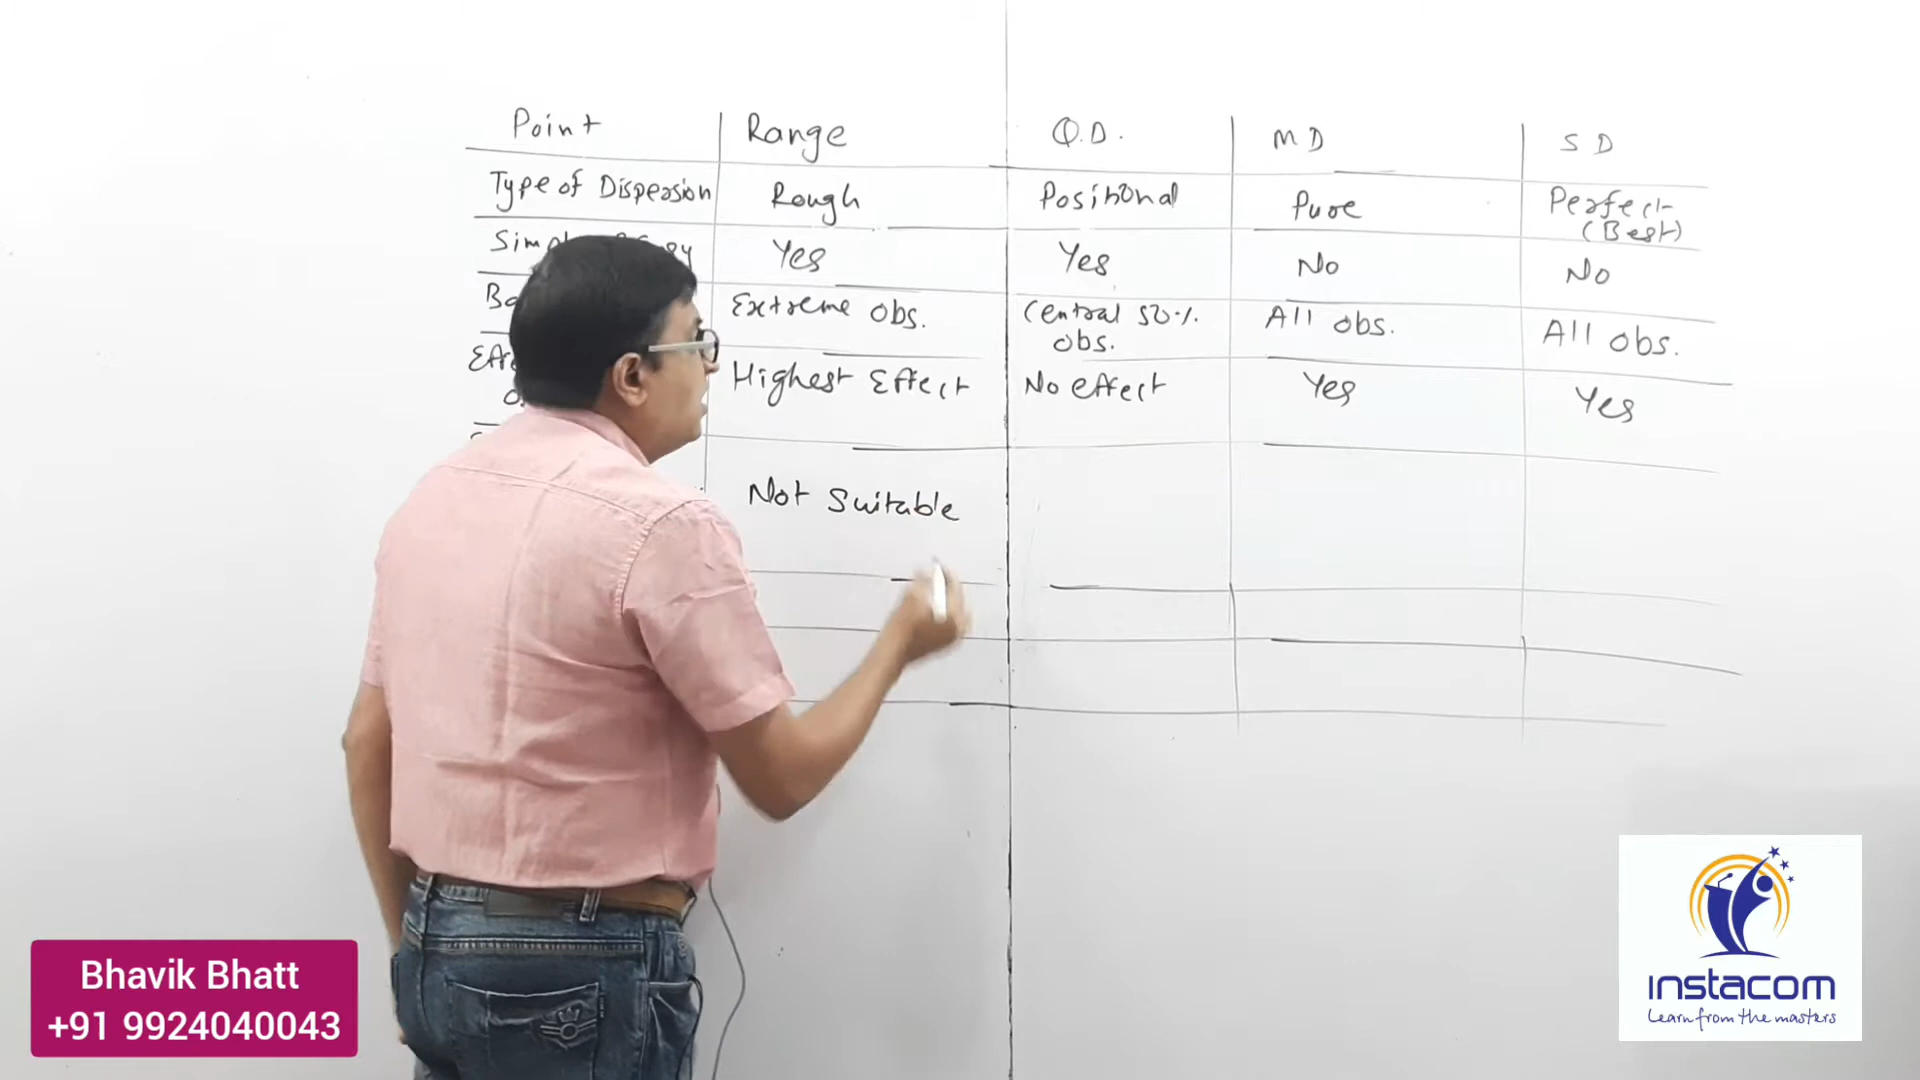 Point Range Q.D. MD SD
Type of Dispersion Rough Positional Pure Perfect
(Best)
Yes Yes No No
Extreme Obs. Central 50% All Obs. All Obs.
Obs.
Highest Effect No effect Yes Yes
Not Suitable
Bhavik Bhatt
+91 9924040043
instacom
Learn from the masters